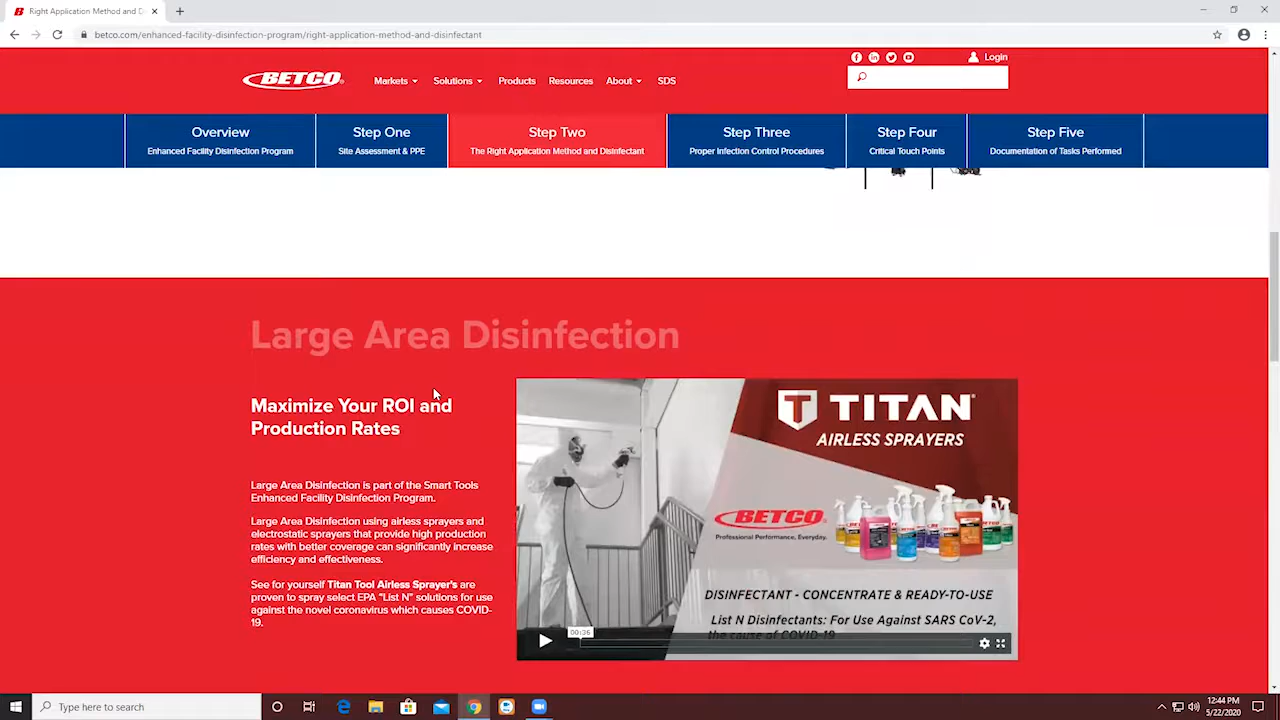 Right Application Method and D
betco.com/enhanced-facility-disinfection-program/right-application-method-and-disinfectant
BETCO
Markets
Solutions
Products
Resources
About
SDS
Login
Overview
Enhanced Facility Disinfection Program
Step One
Site Assessment & PPE
Step Two
The Right Application Method and Disinfectant
Step Three
Proper Infection Control Procedures
Step Four
Critical Touch Points
Step Five
Documentation of Tasks Performed
Large Area Disinfection
Maximize Your ROI and
Production Rates
Large Area Disinfection is part of the Smart Tools
Enhanced Facility Disinfection Program.
Large Area Disinfection using airless sprayers and
electrostatic sprayers that provide high production
rates with better coverage can significantly increase
efficiency and effectiveness.
See for yourself Titan Tool Airless Sprayer's are
proven to spray select EPA "List N" solutions for use
against the novel coronavirus which causes COVID-
19.
TITAN
AIRLESS SPRAYERS
BETCO
Professional Performance, Everyday.
DISINFECTANT - CONCENTRATE & READY-TO-USE
List N Disinfectants: For Use Against SARS CoV-2,
the cause of COVID-19
00:36
Type here to search
12:44 PM
5/22/2020